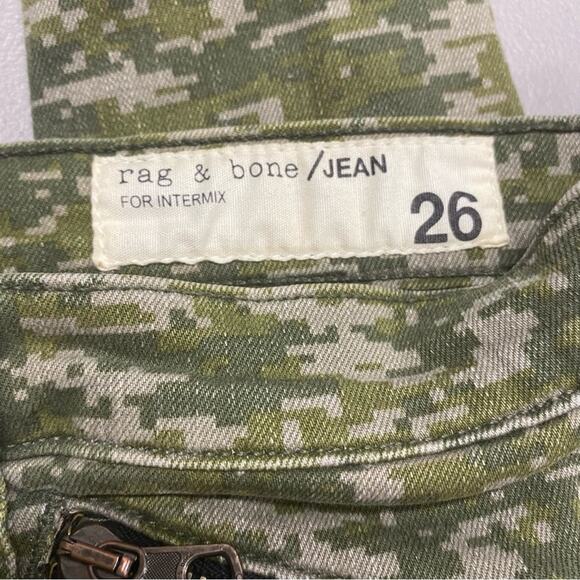 rag & bone/JEAN
FOR INTERMIX
26